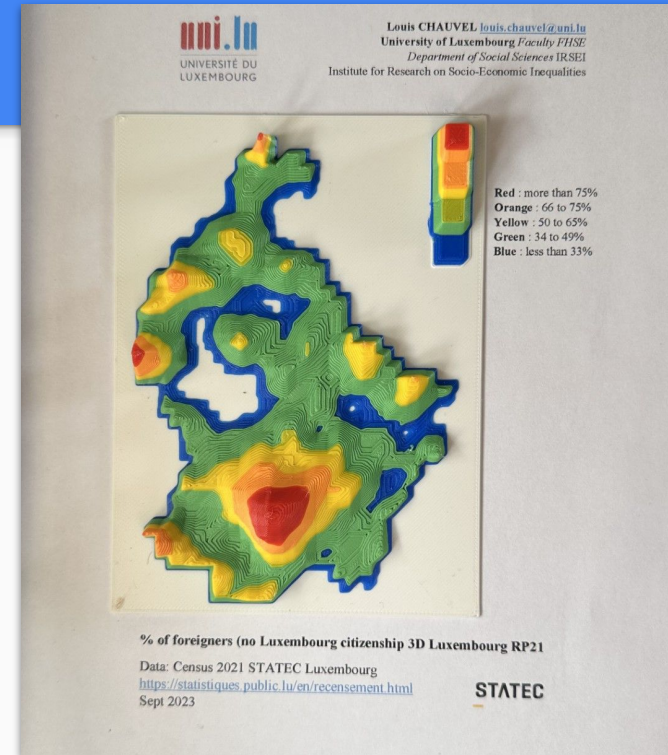 uni.lu
UNIVERSITÉ DU
LUXEMBOURG
Louis CHAUVEL louis.chauvel@uni.lu
University of Luxembourg Faculty FHSE
Department of Social Sciences IRSEI
Institute for Research on Socio-Economic Inequalities
Red : more than 75%
Orange : 66 to 75%
Yellow : 50 to 65%
Green : 34 to 49%
Blue : less than 33%
% of foreigners (no Luxembourg citizenship 3D Luxembourg RP21
Data: Census 2021 STATEC Luxembourg
https://statistiques.public.lu/en/recensement.html
Sept 2023
STATEC